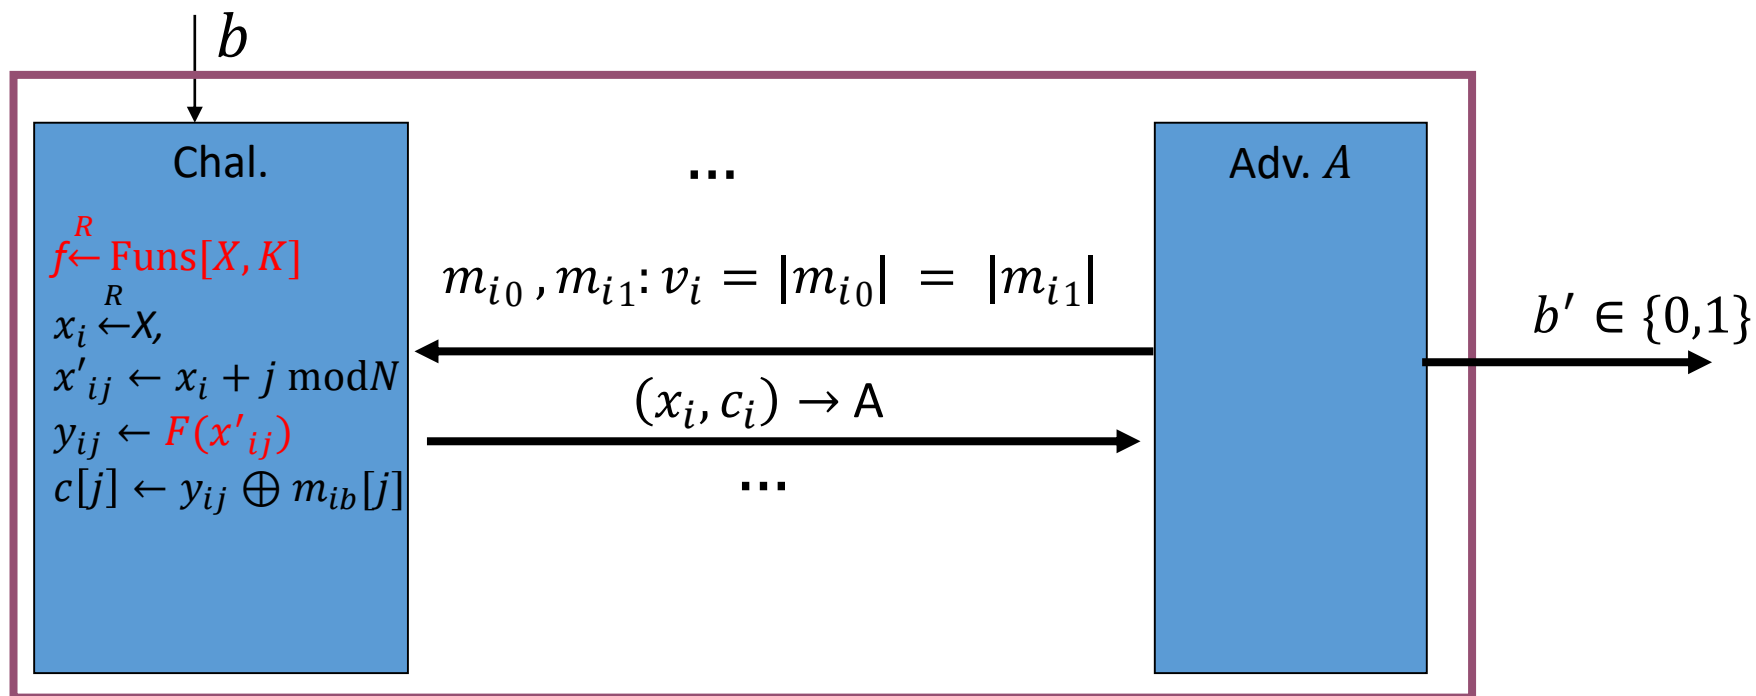 b
Chal.
f ←R Funs[X, K]
x_i ←R X,
x'_{ij} ← x_i + j modN
y_{ij} ← F(x'_{ij})
c[j] ← y_{ij} ⊕ m_{ib}[j]
...
m_{i0} , m_{i1}: v_i = |m_{i0}| = |m_{i1}|
(x_i, c_i) → A
...
Adv. A
b' ∈ {0,1}